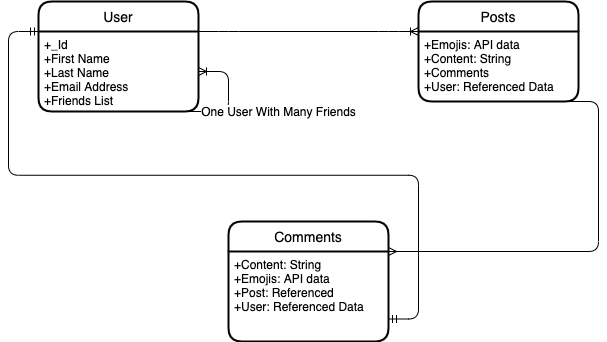 User
+_Id
+First Name
+Last Name
+Email Address
+Friends List
One User With Many Friends
Posts
+Emojis: API data
+Content: String
+Comments
+User: Referenced Data
Comments
+Content: String
+Emojis: API data
+Post: Referenced
+User: Referenced Data